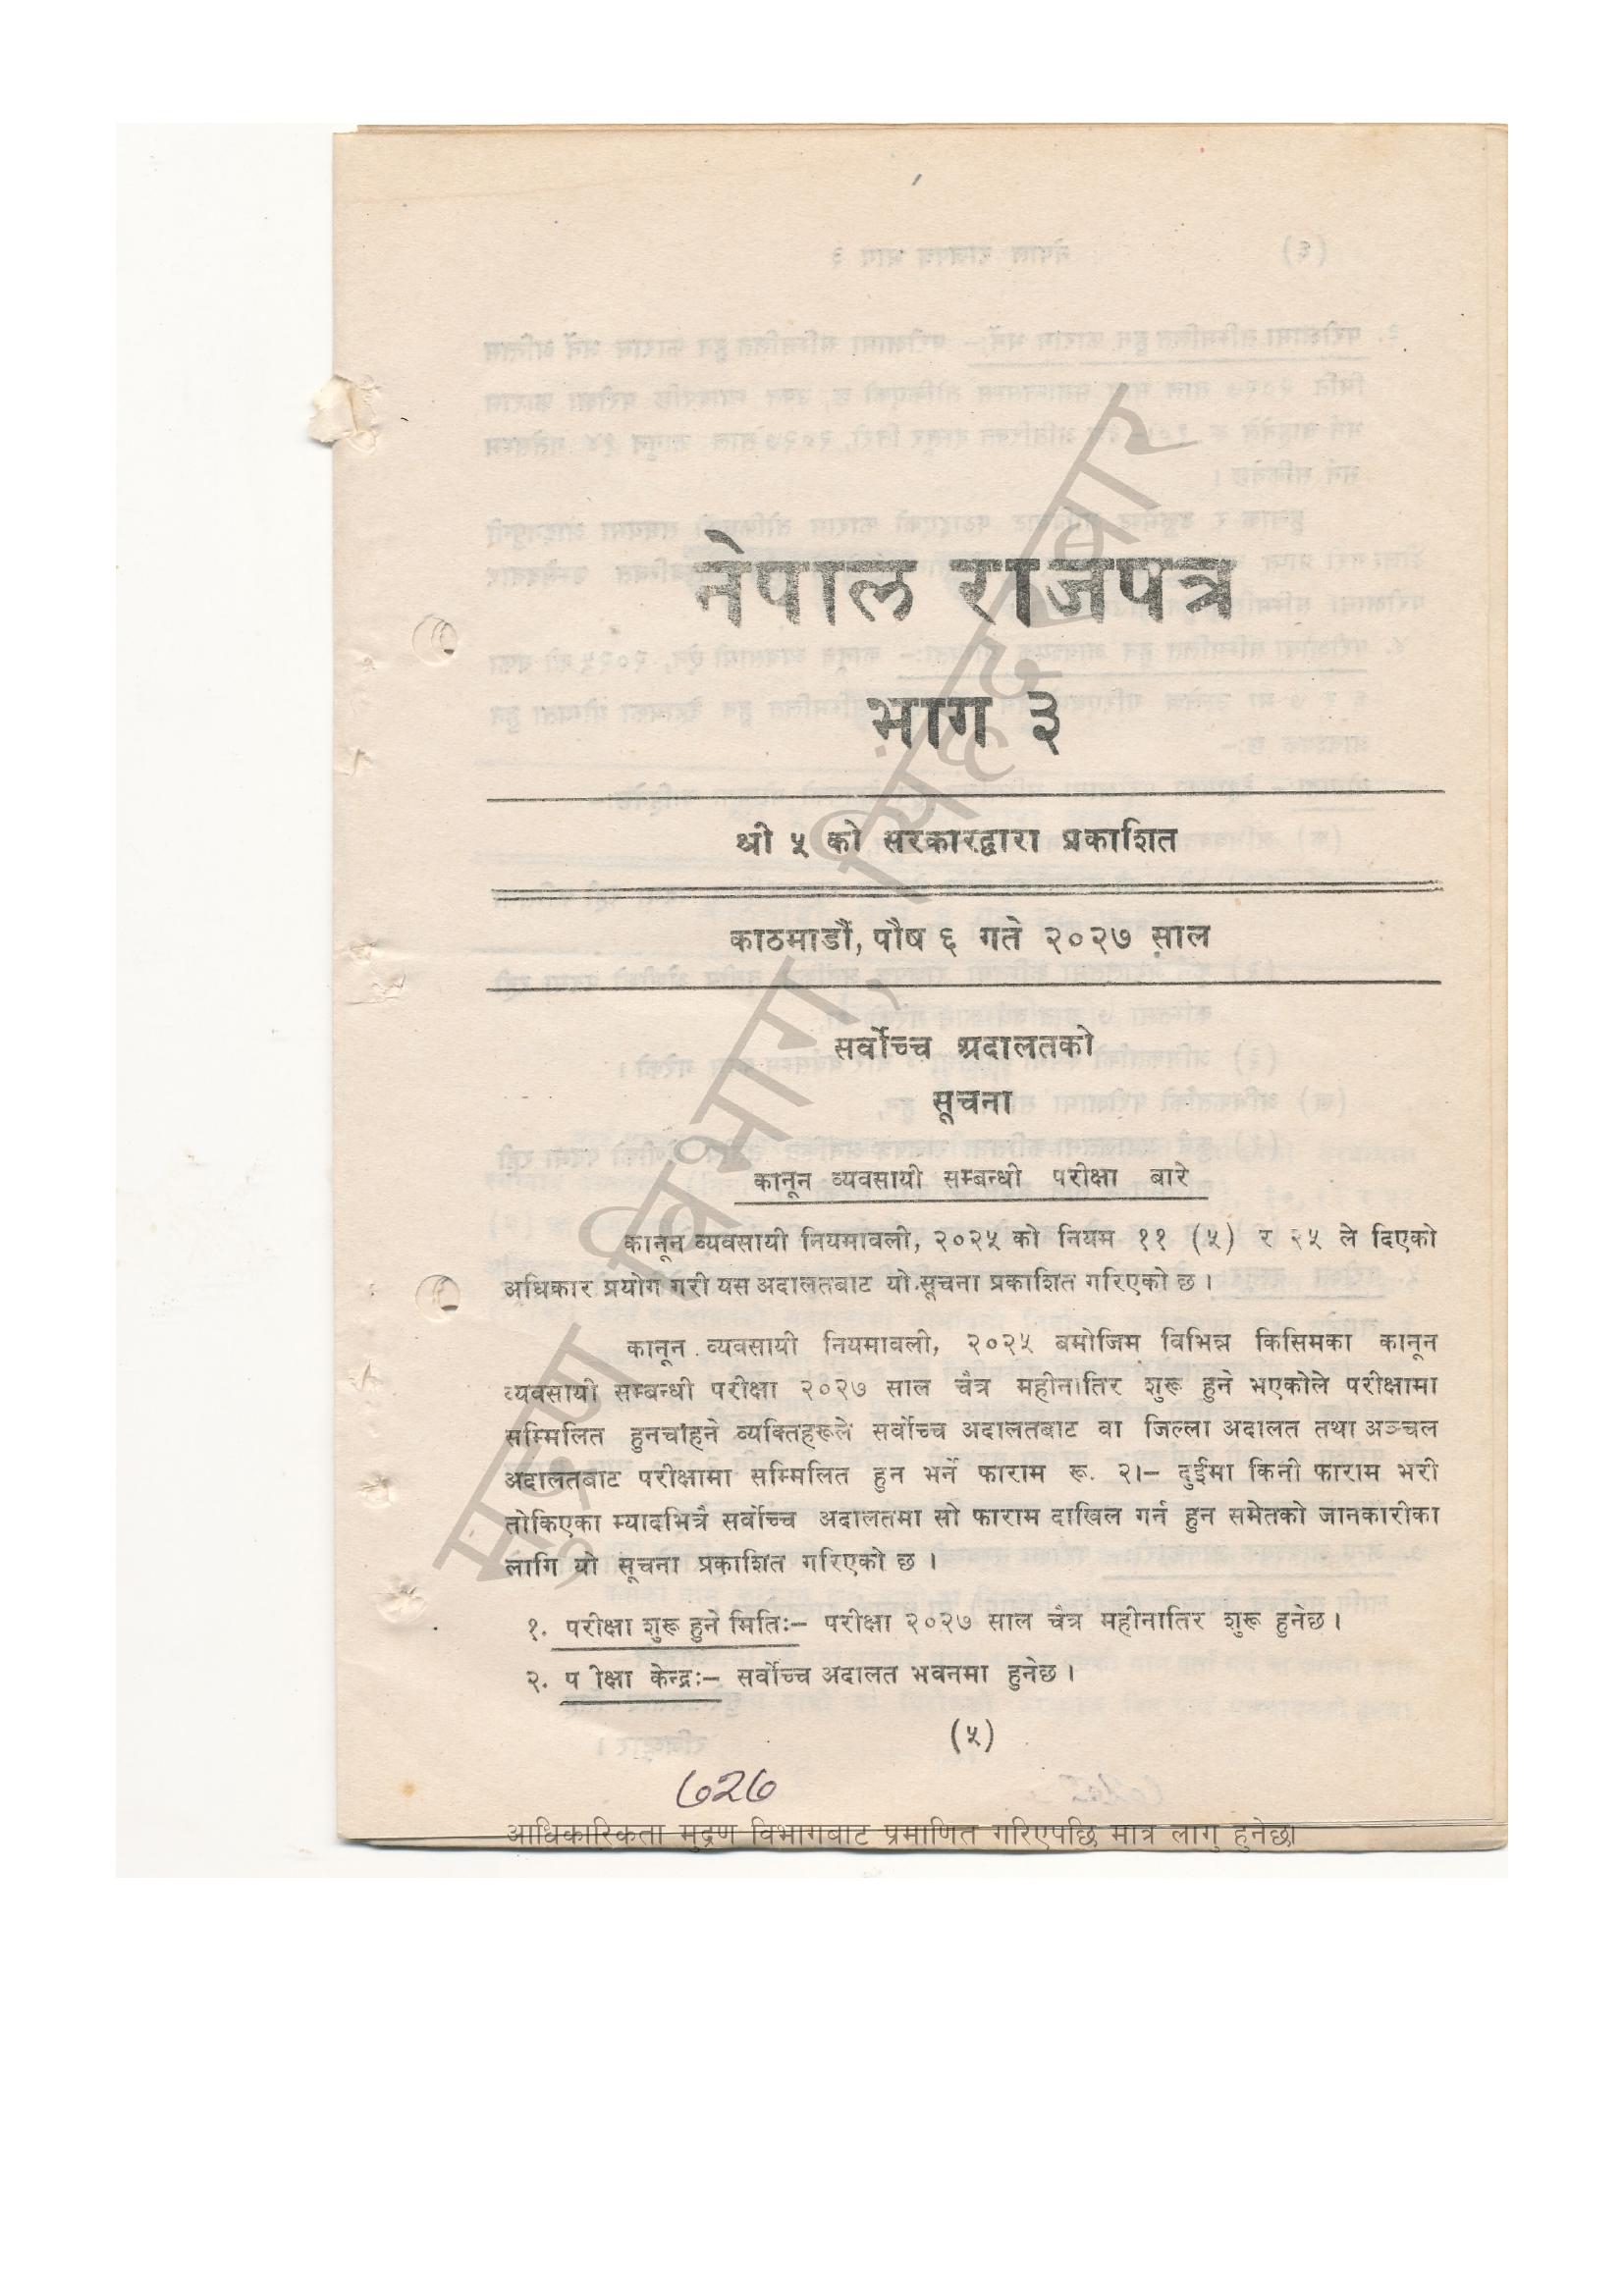 नेपाल राजपत्र
भाग ३
श्री ५ को सरकारद्वारा प्रकाशित
काठमाडौं, पौष ६ गते २०२७ साल
सर्वोच्च अदालतको
सूचना
कानून व्यवसायी सम्बन्धी परीक्षा बारे
कानून व्यवसायी नियमावली, २०२५ को नियम ११ (५) र २५ ले दिएको
अधिकार प्रयोग गरी यस अदालतबाट यो सूचना प्रकाशित गरिएको छ ।
कानून व्यवसायी नियमावली, २०२५ बमोजिम विभिन्न किसिमका कानून
व्यवसायी सम्बन्धी परीक्षा २०२७ साल चैत्र महीनातिर शुरू हुने भएकोले परीक्षामा
सम्मिलित हुनचाहने व्यक्तिहरूले सर्वोच्च अदालतबाट वा जिल्ला अदालत तथा अञ्चल
अदालतबाट परीक्षामा सम्मिलित हुन भर्ने फाराम रू. २।– दुईमा किनी फाराम भरी
तोकिएका म्यादभित्रै सर्वोच्च अदालतमा सो फाराम दाखिल गर्न हुन समेतको जानकारीका
लागि यो सूचना प्रकाशित गरिएको छ ।
१. परीक्षा शुरू हुने मितिः– परीक्षा २०२७ साल चैत्र महीनातिर शुरू हुनेछ ।
२. प ीक्षा केन्द्रः– सर्वोच्च अदालत भवनमा हुनेछ ।
(५)
७२७
आधिकारिकता मुद्रण विभागबाट प्रमाणित गरिएपछि मात्र लागु हुनेछ।
मुद्रण विभाग, सिंहदरबार